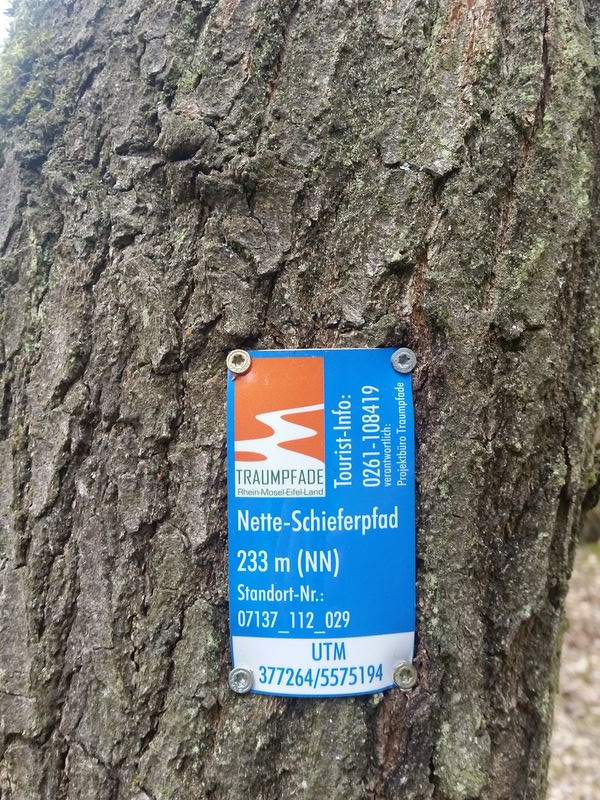 TRAUMPFADE
Rhein-Mosel-Eifel-Land
Tourist-Info:
0261-108419
verantwortlich:
Projektbüro Traumpfade
Nette-Schieferpfad
233 m (NN)
Standort-Nr.:
07137_112_029
UTM
377264/5575194